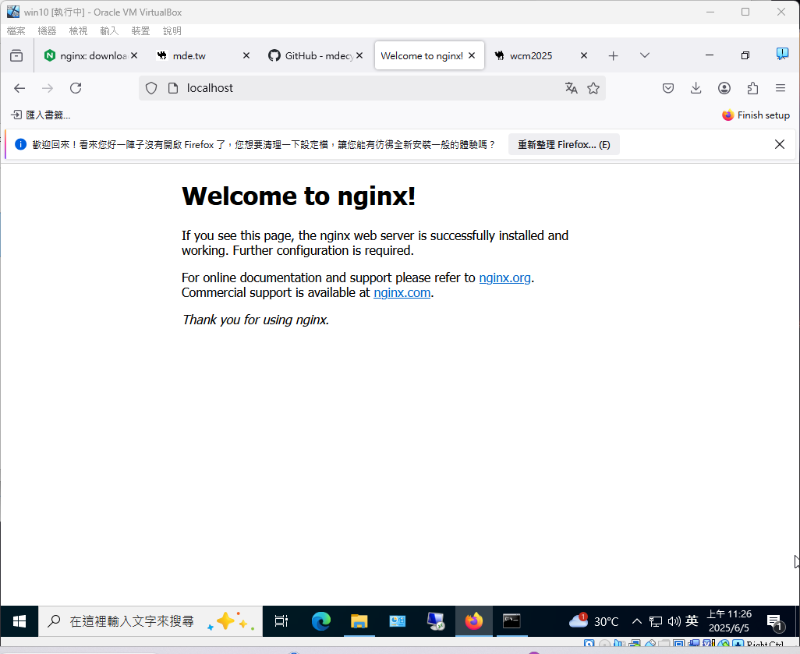 win10 [執行中] - Oracle VM VirtualBox
檔案 機器 檢視 輸入 裝置 說明
nginx: downloa
mde.tw
GitHub - mdecy
Welcome to nginx!
wcm2025
localhost
匯入書籤...
Finish setup
歡迎回來！看來您好一陣子沒有開啟 Firefox 了，您想要清理一下設定檔，讓您能有彷彿全新安裝一般的體驗嗎？
重新整理 Firefox... (E)
Welcome to nginx!
If you see this page, the nginx web server is successfully installed and
working. Further configuration is required.
For online documentation and support please refer to nginx.org.
Commercial support is available at nginx.com.
Thank you for using nginx.
在這裡輸入文字來搜尋
1
30°C
英
上午 11:26
2025/6/5
1
Right Ctrl